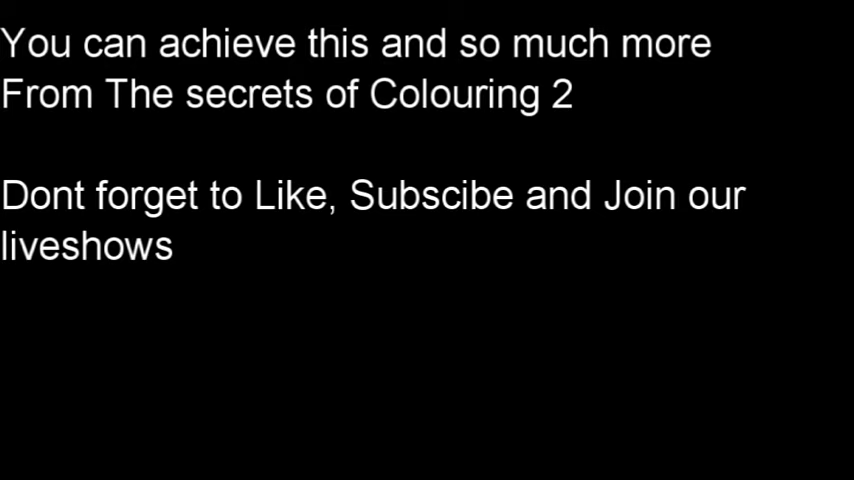 You can achieve this and so much more
From The secrets of Colouring 2
Dont forget to Like, Subscibe and Join our
liveshows